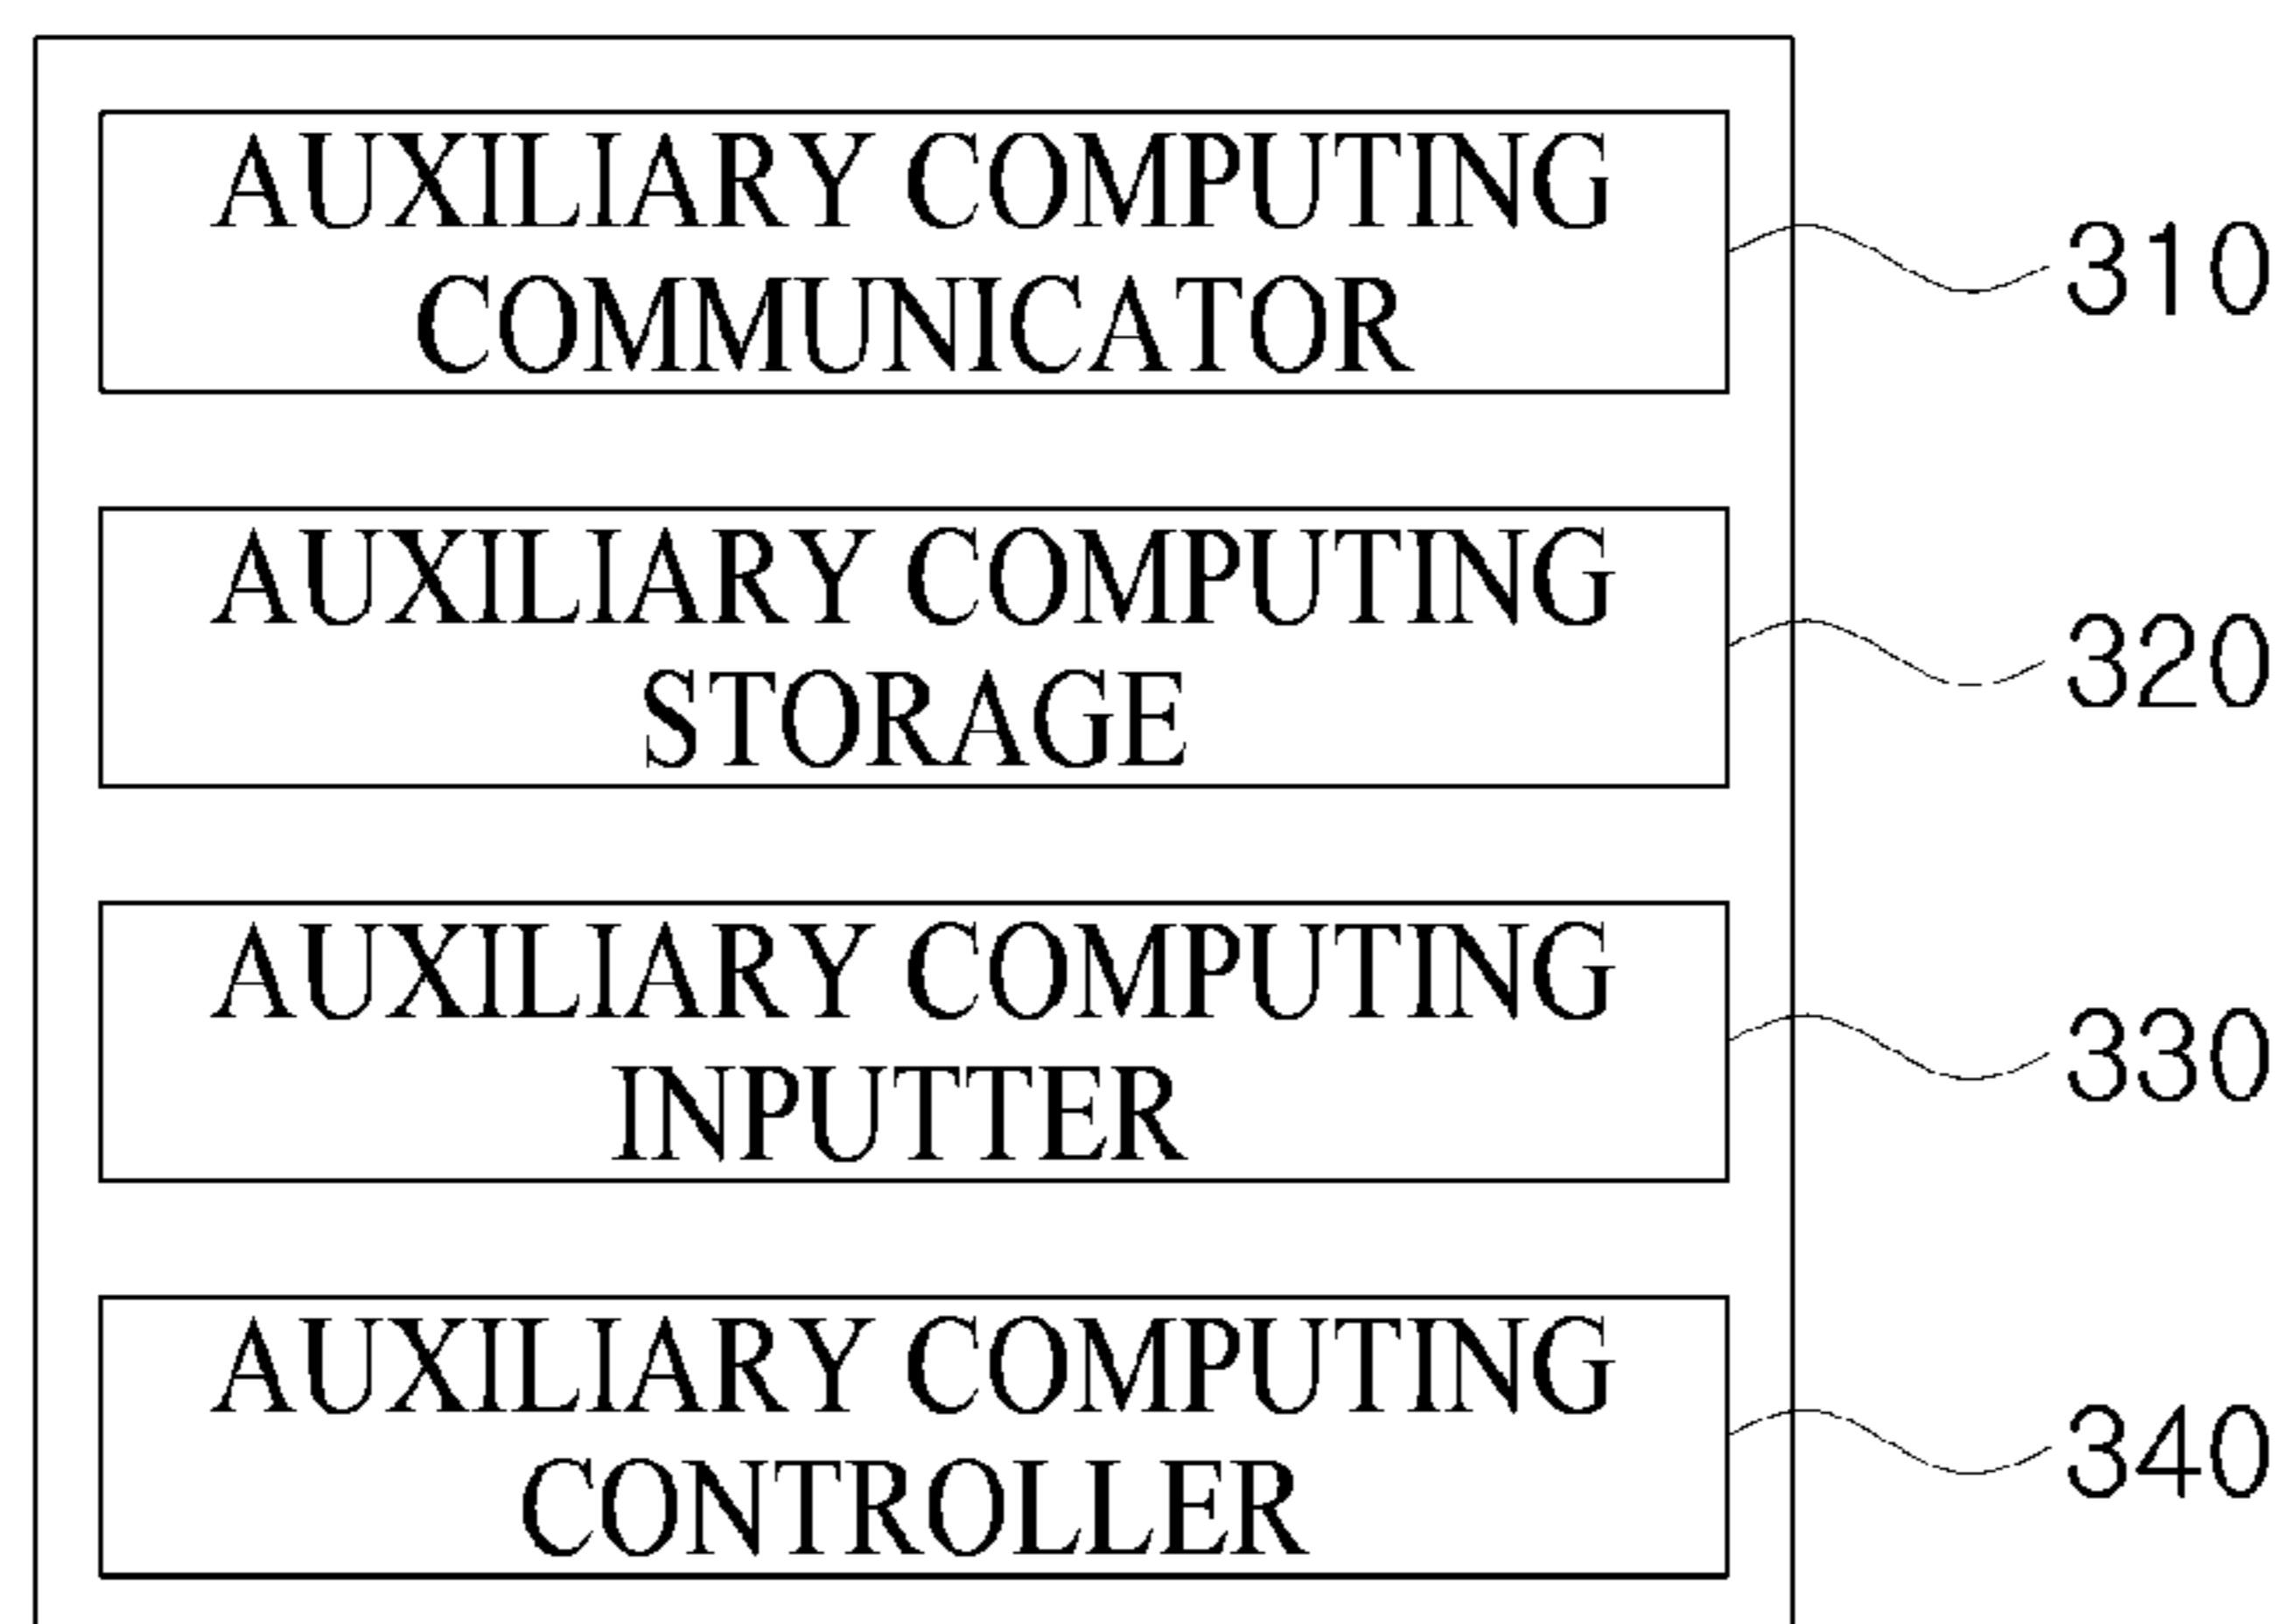 AUXILIARY COMPUTING
COMMUNICATOR
310
AUXILIARY COMPUTING
STORAGE
320
AUXILIARY COMPUTING
INPUTTER
330
AUXILIARY COMPUTING
CONTROLLER
340